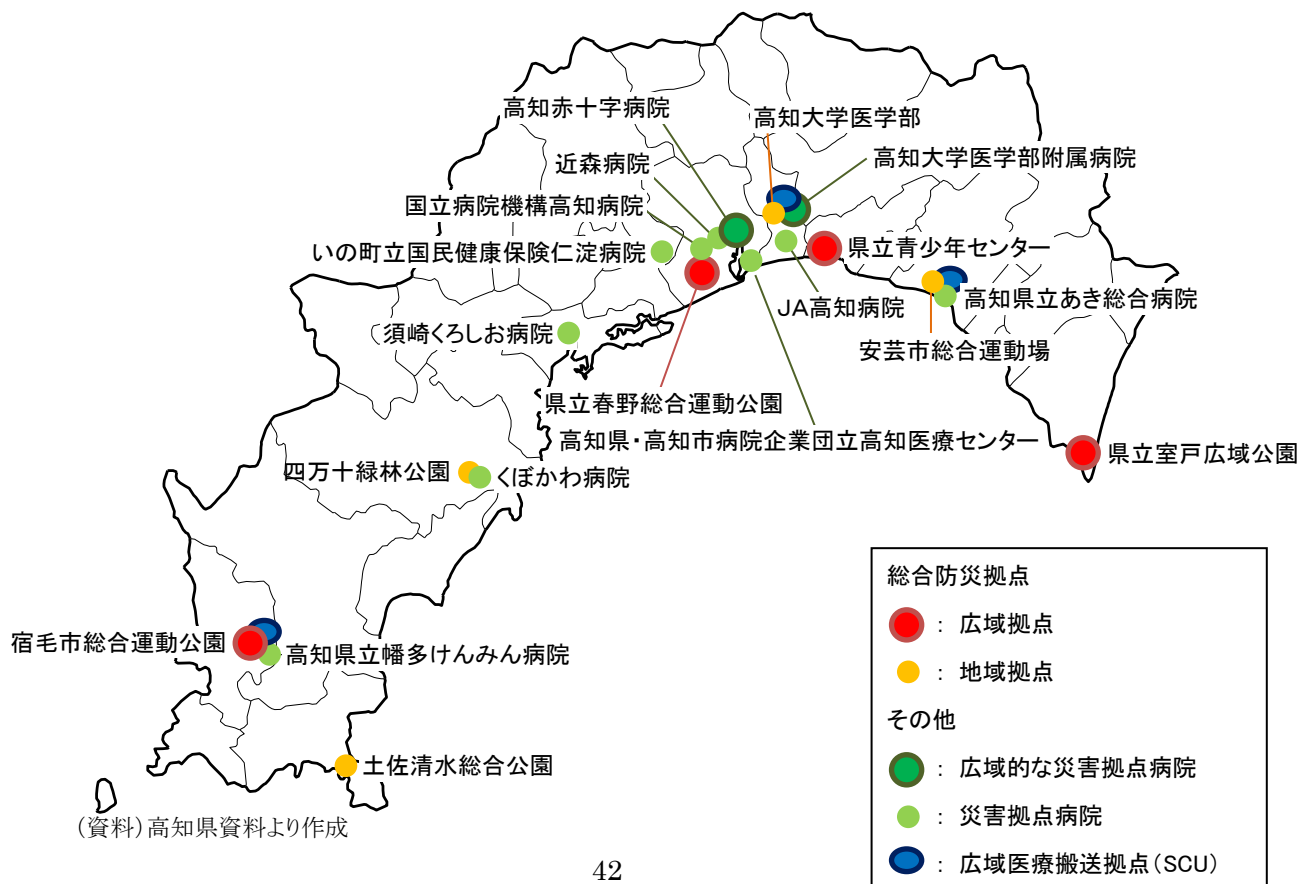 高知赤十字病院
高知大学医学部
近森病院
高知大学医学部附属病院
国立病院機構高知病院
いの町立国民健康保険仁淀病院
県立青少年センター
JA高知病院
高知県立あき総合病院
須崎くろしお病院
安芸市総合運動場
県立春野総合運動公園
高知県・高知市病院企業団立高知医療センター
県立室戸広域公園
四万十緑林公園
くぼかわ病院
宿毛市総合運動公園
高知県立幡多けんみん病院
土佐清水総合公園
総合防災拠点
： 広域拠点
： 地域拠点
その他
： 広域的な災害拠点病院
： 災害拠点病院
： 広域医療搬送拠点(SCU)
(資料)高知県資料より作成
42